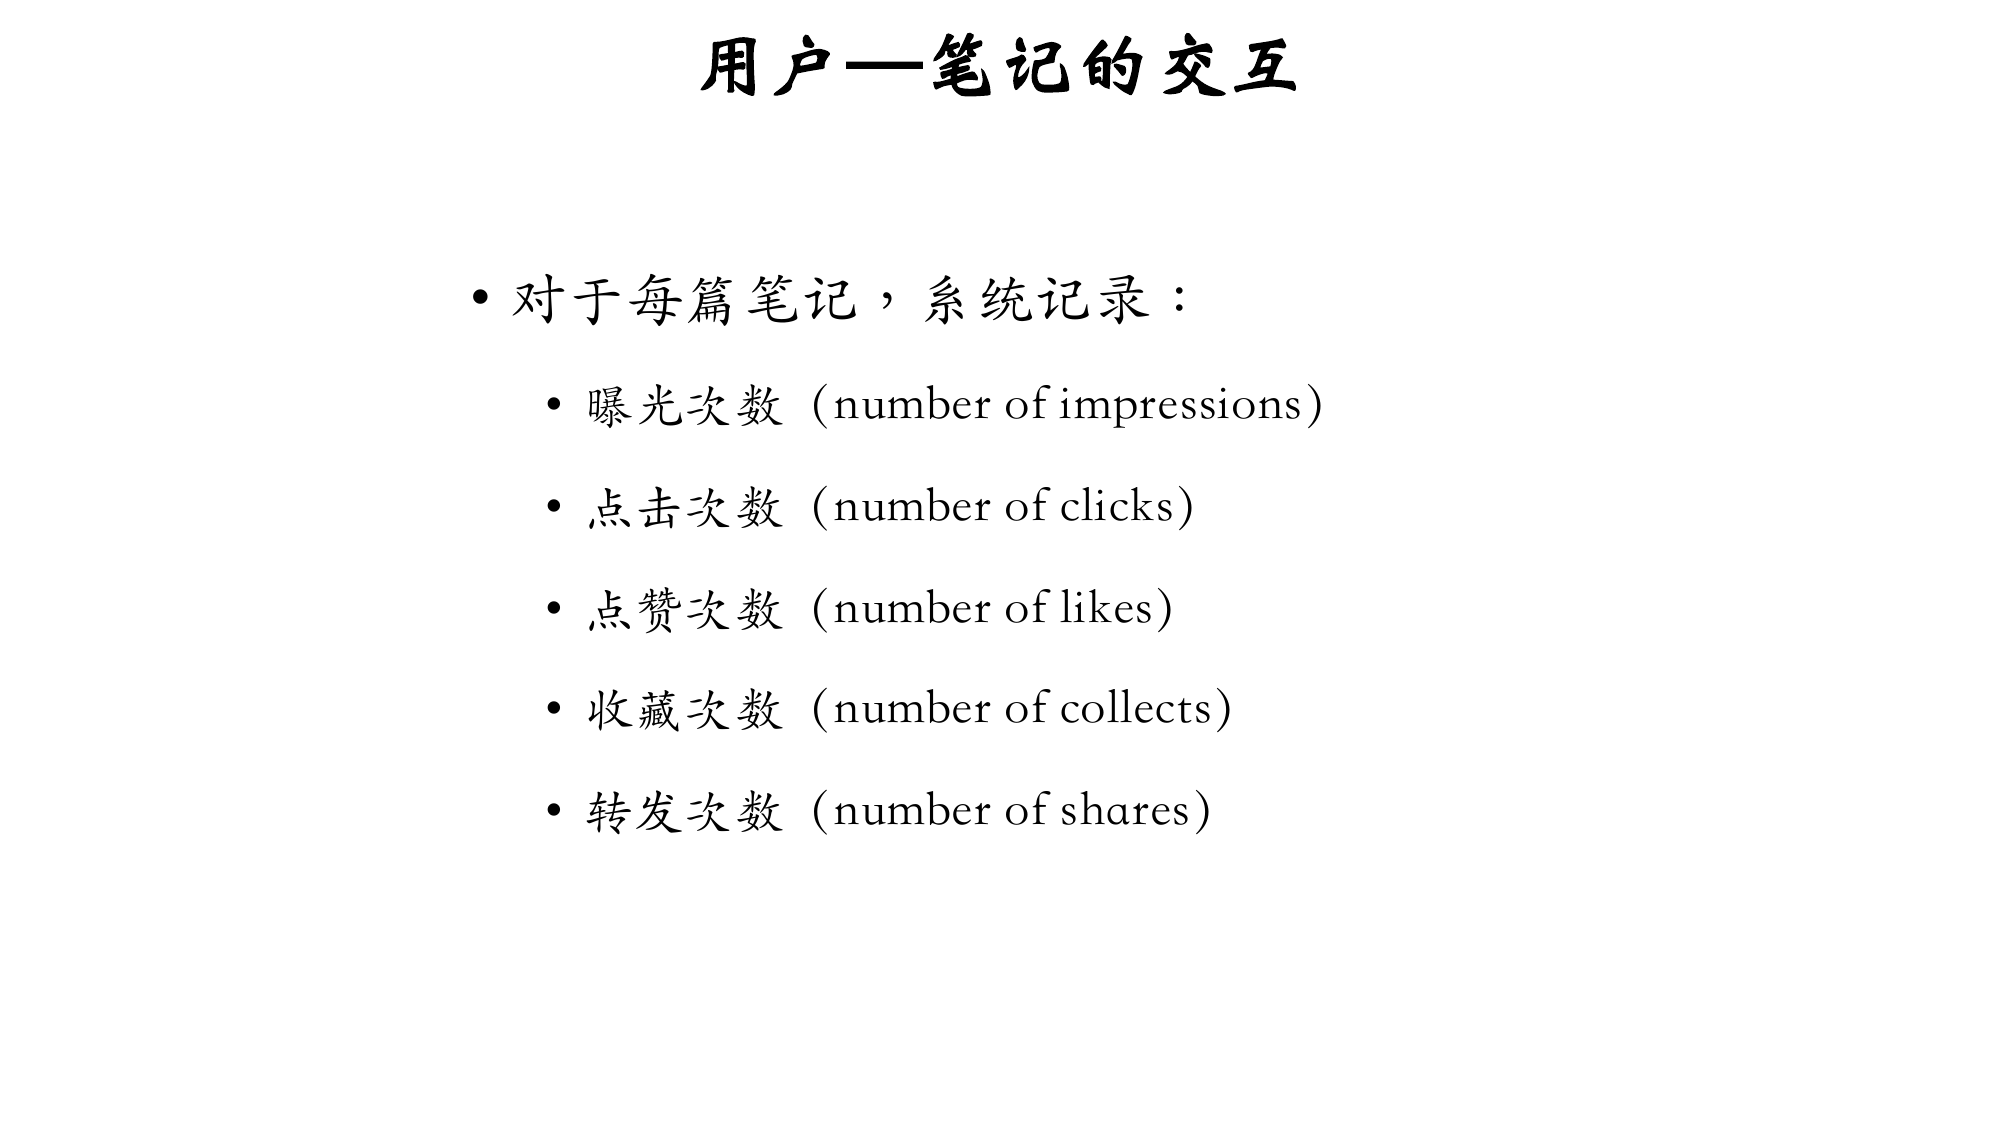 用户—笔记的交互
• 对于每篇笔记，系统记录：
• 曝光次数（number of impressions）
• 点击次数（number of clicks）
• 点赞次数（number of likes）
• 收藏次数（number of collects）
• 转发次数（number of shares）